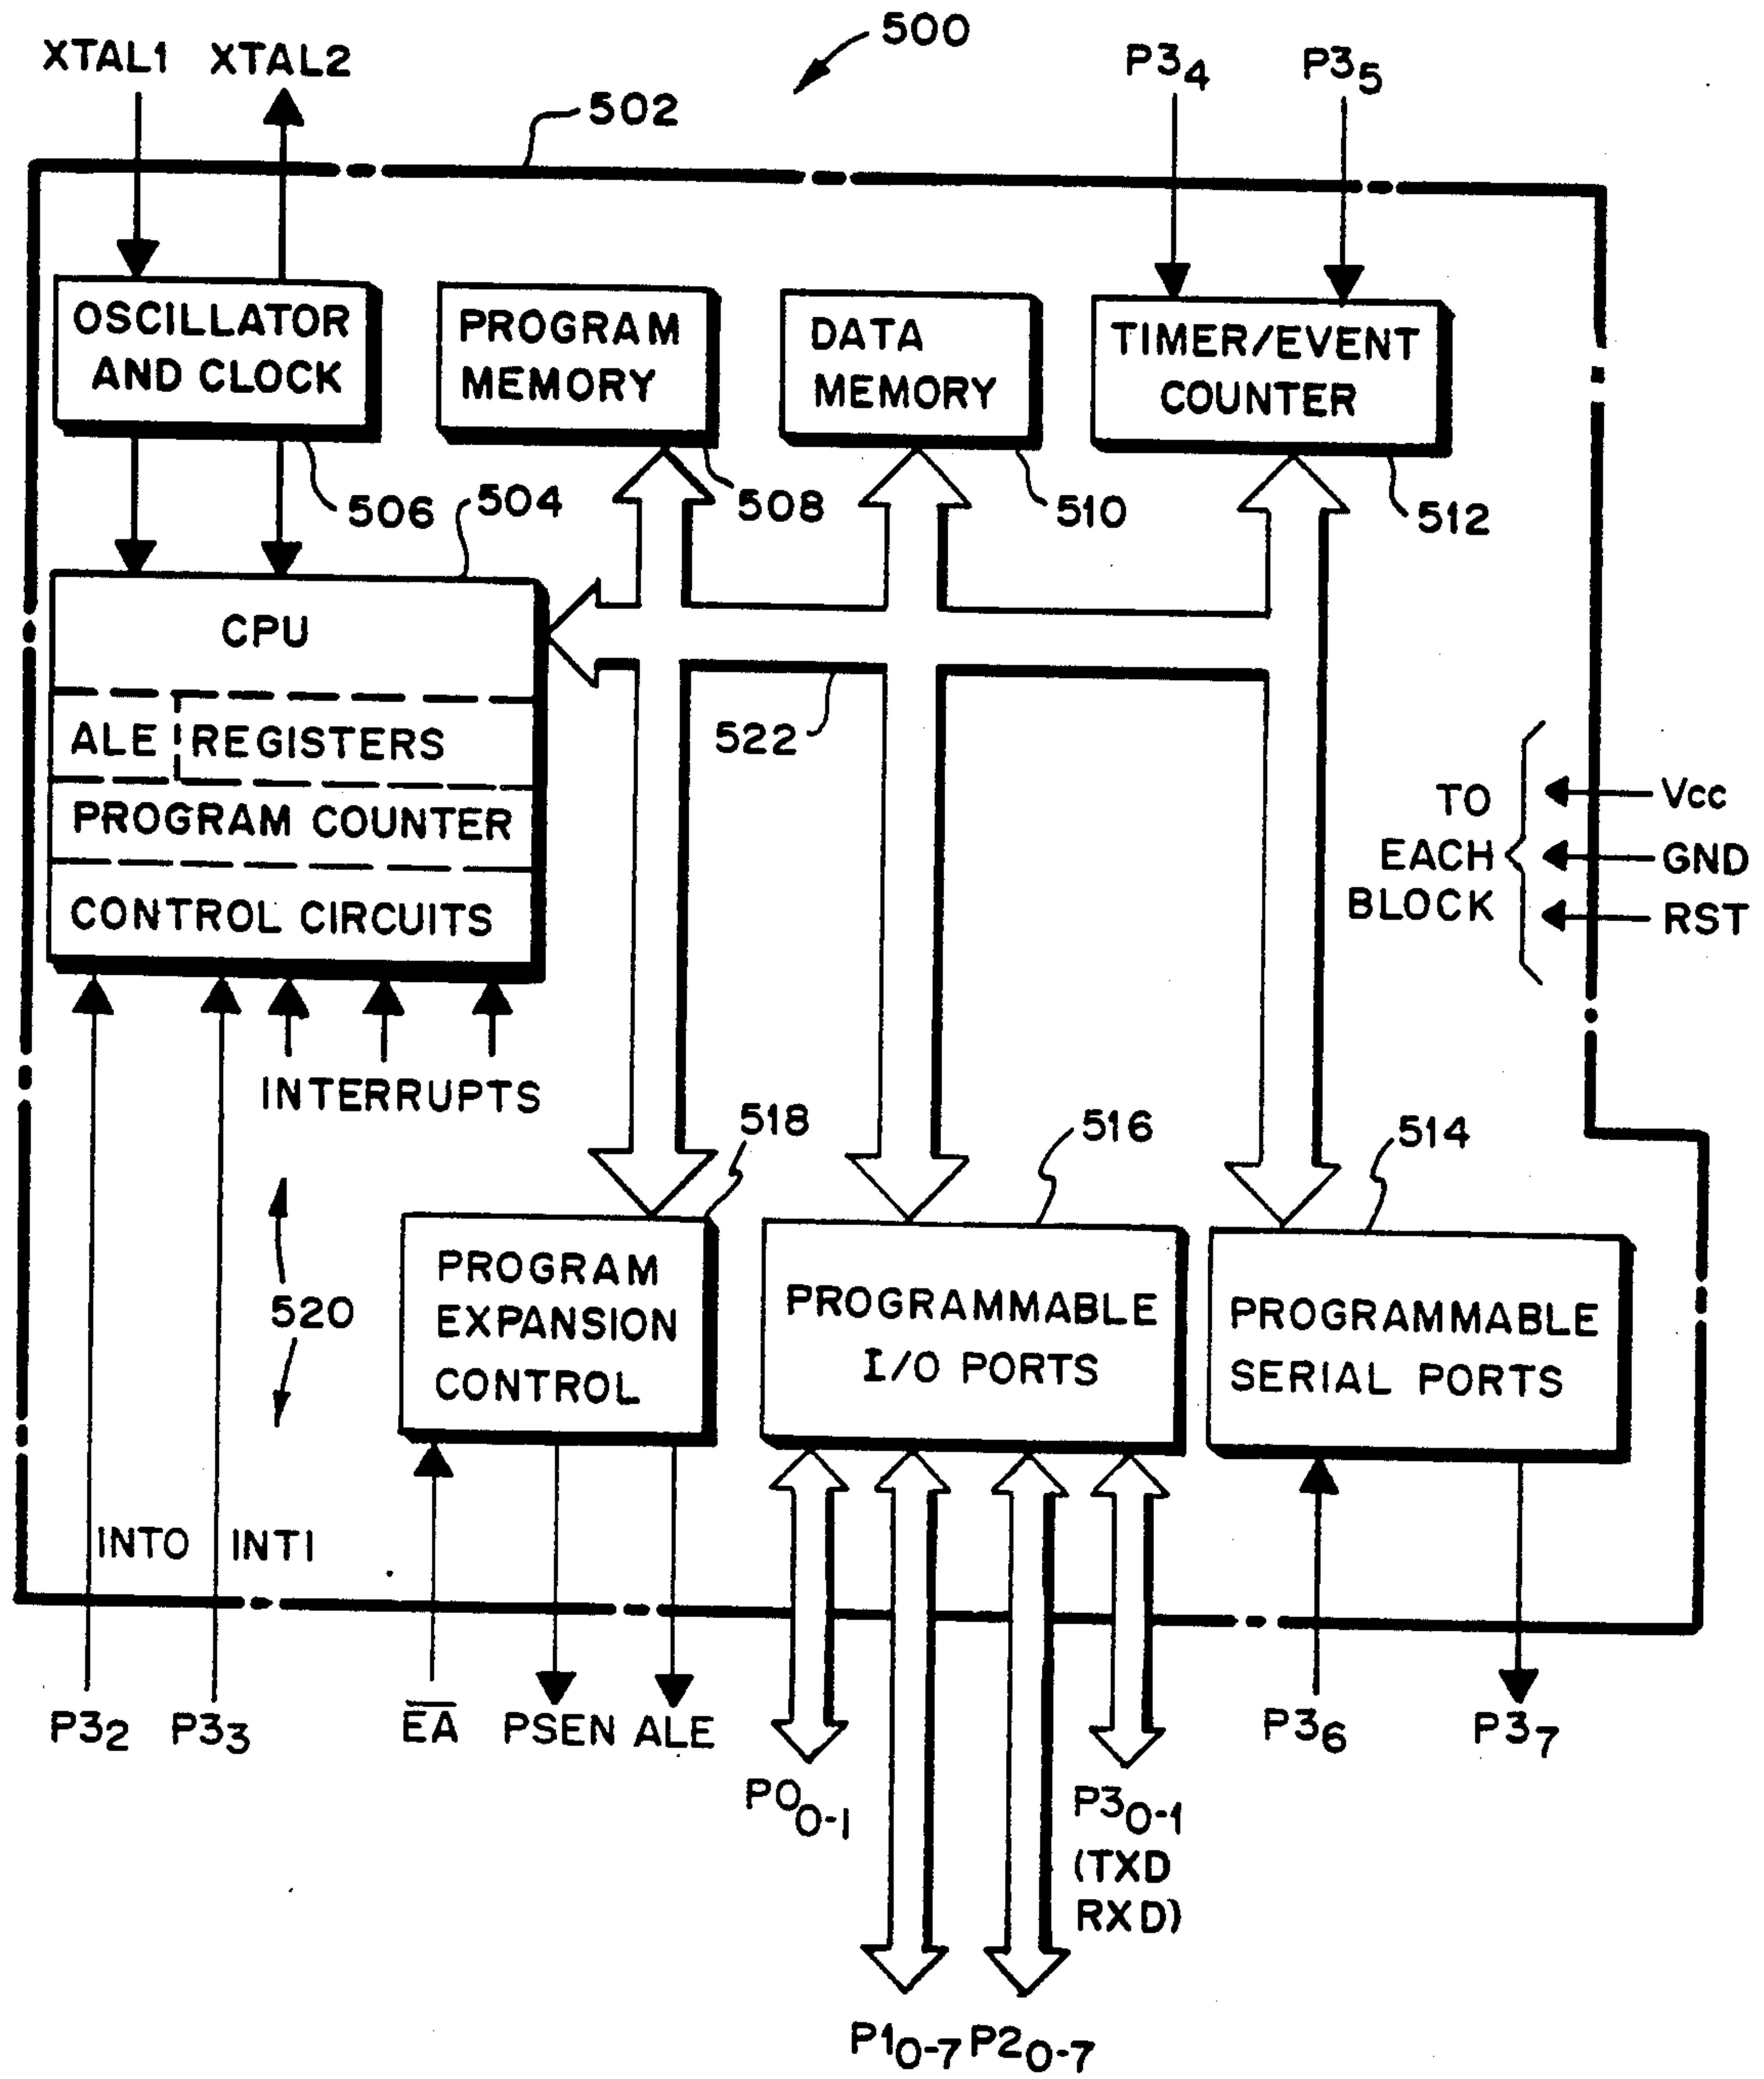 500
XTAL1 XTAL2
P3₄ P3₅
502
OSCILLATOR
AND CLOCK
PROGRAM
MEMORY
DATA
MEMORY
TIMER/EVENT
COUNTER
506
504
508
510
512
CPU
ALE REGISTERS
PROGRAM COUNTER
CONTROL CIRCUITS
522
TO
EACH
BLOCK
Vcc
GND
RST
INTERRUPTS
518
516
514
520
PROGRAM
EXPANSION
CONTROL
PROGRAMMABLE
I/O PORTS
PROGRAMMABLE
SERIAL PORTS
INTO INT1
P3₂ P3₃
E̅A̅ PSEN ALE
P3₆ P3₇
P0₀₋₁
P3₀₋₁
(TXD
RXD)
P1₀₋₇ P2₀₋₇